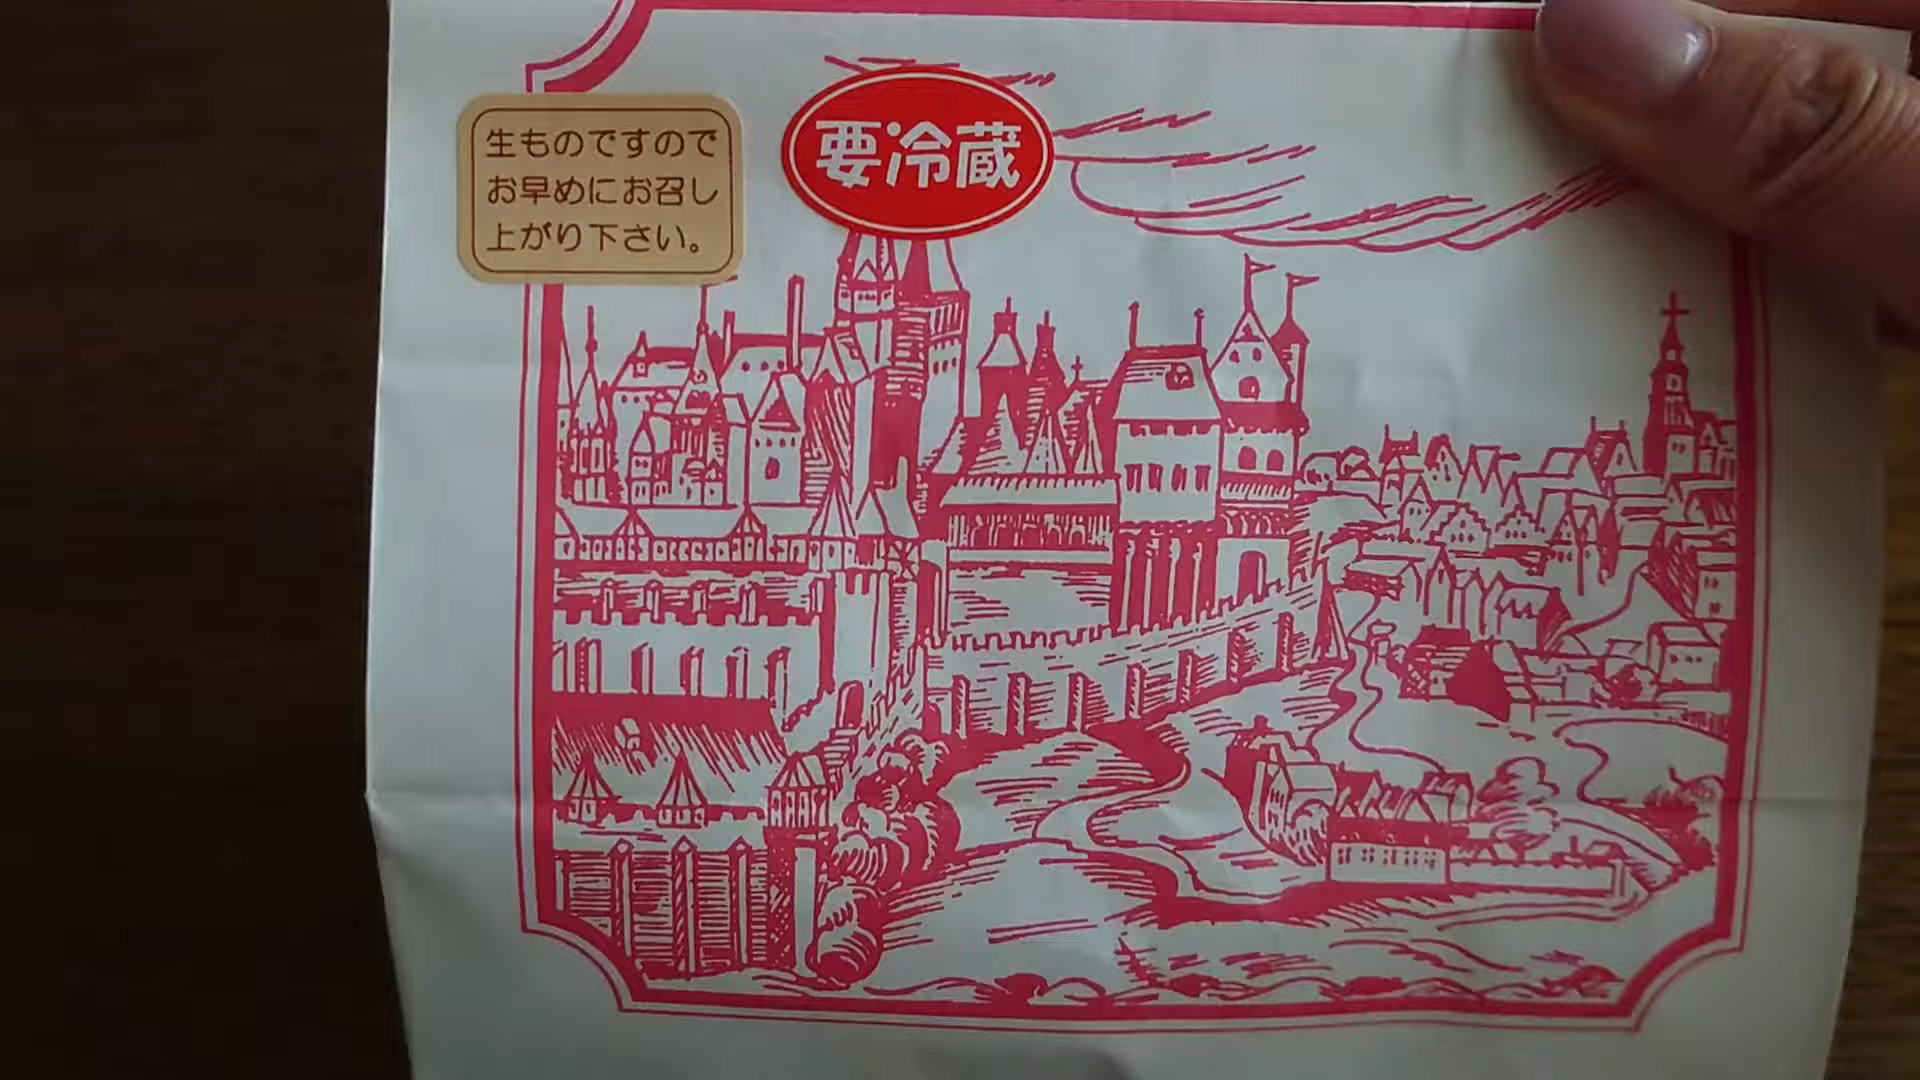 生ものですので
お早めにお召し
上がり下さい。
要冷蔵